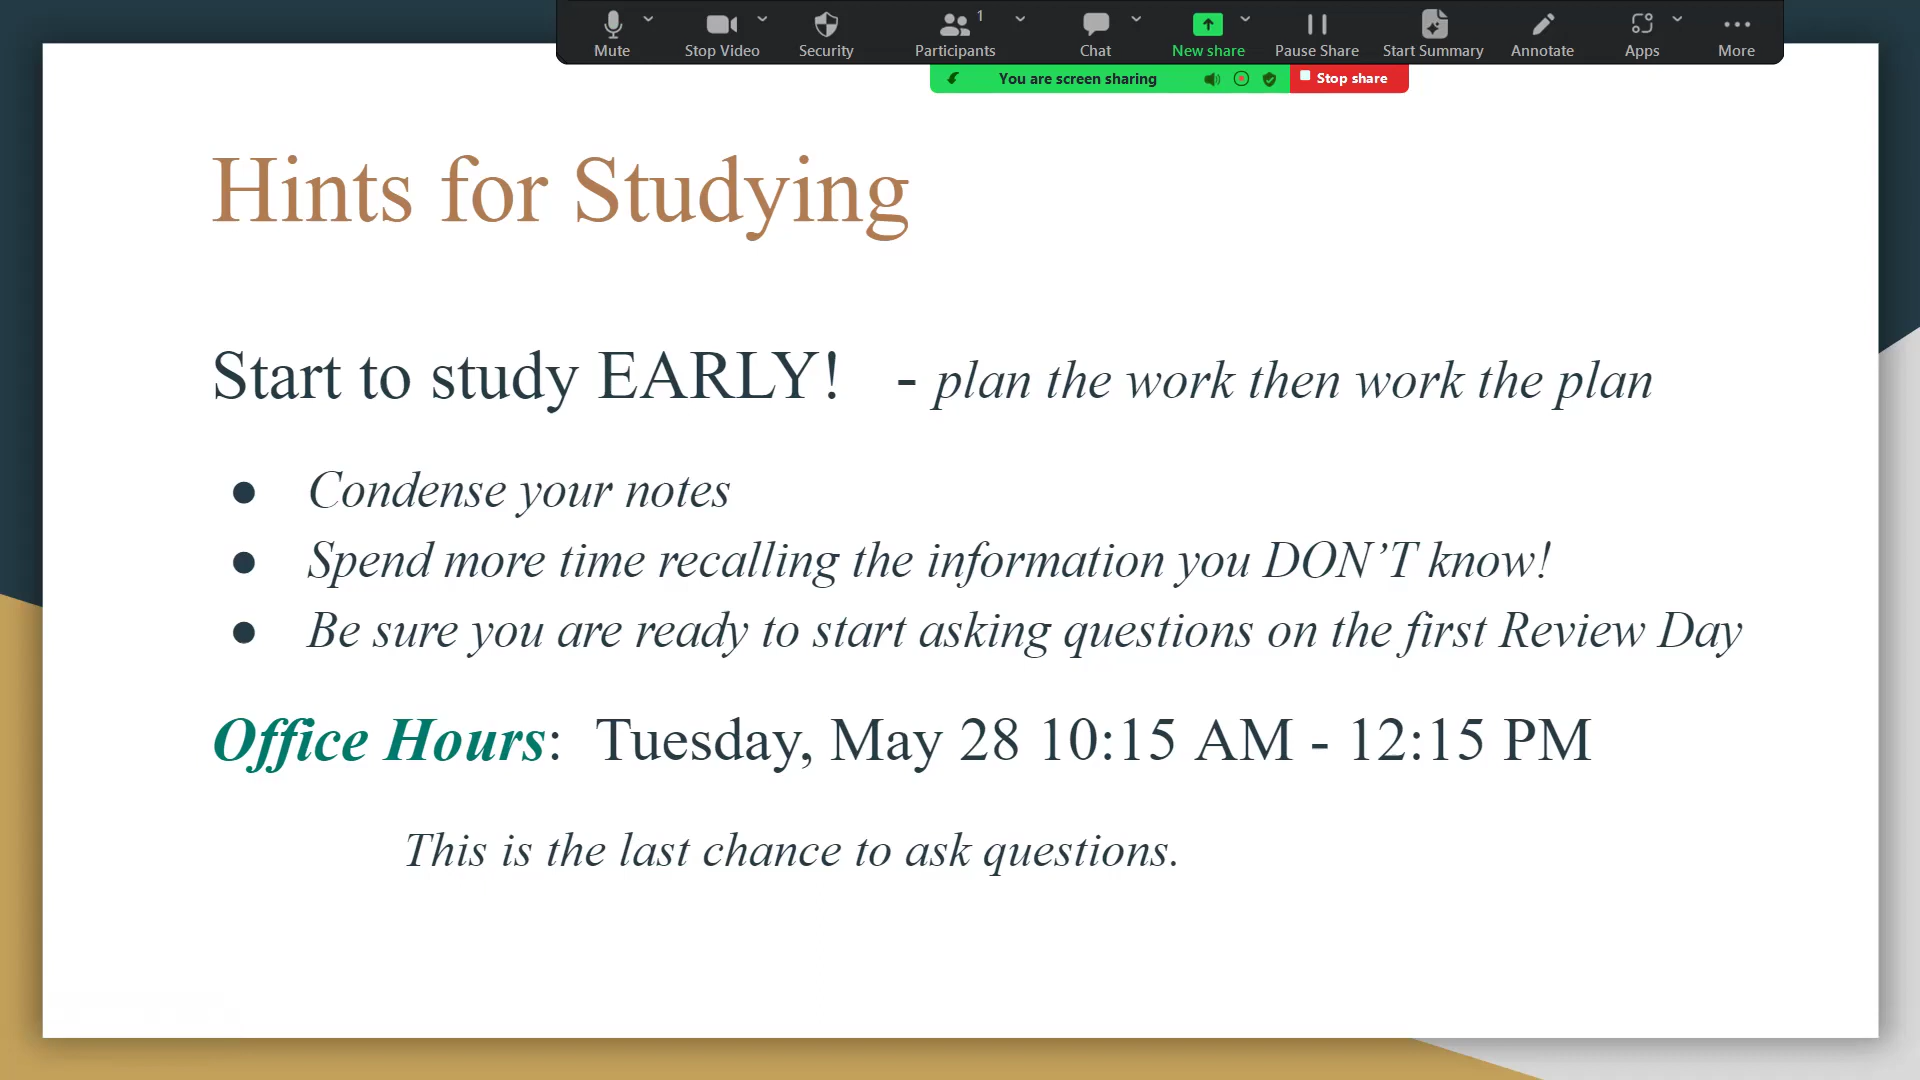 Mute
Stop Video
Security
Participants
1
Chat
New share
Pause Share
Start Summary
Annotate
Apps
More
You are screen sharing
Stop share
Hints for Studying
Start to study EARLY! - plan the work then work the plan
● Condense your notes
● Spend more time recalling the information you DON’T know!
● Be sure you are ready to start asking questions on the first Review Day
Office Hours: Tuesday, May 28 10:15 AM - 12:15 PM
This is the last chance to ask questions.